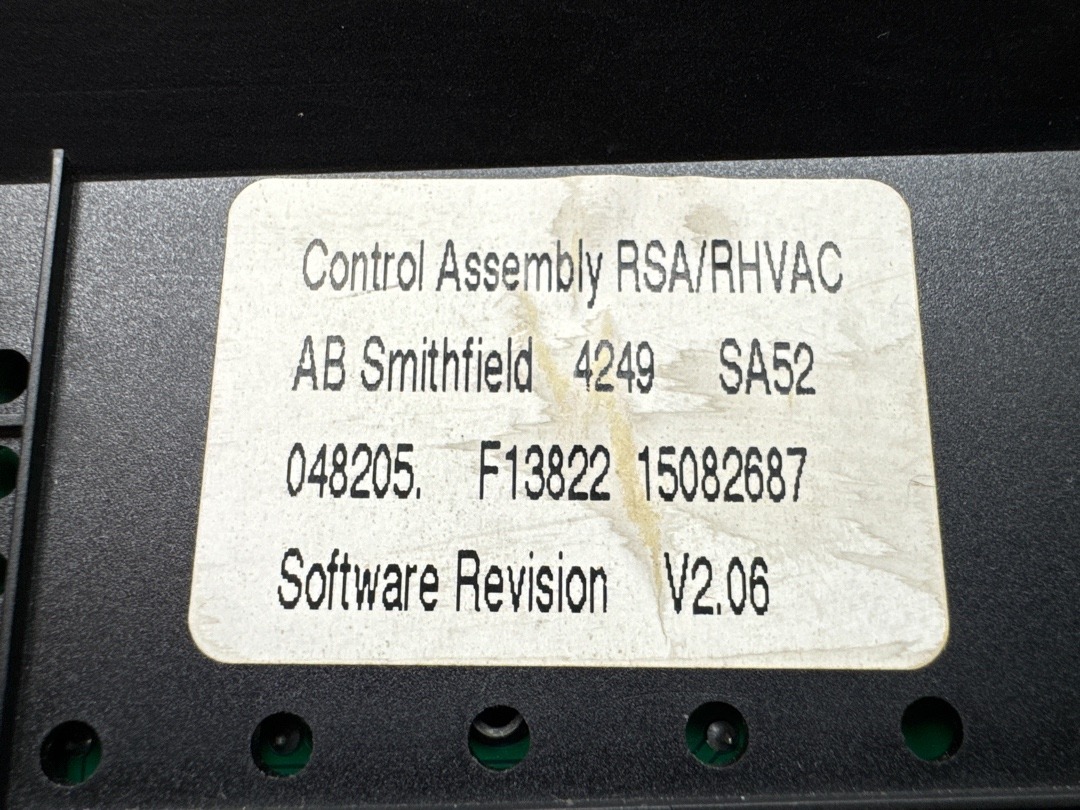 Control Assembly RSA/RHVAC
AB Smithfield 4249 SA52
048205. F13822 15082687
Software Revision V2.06